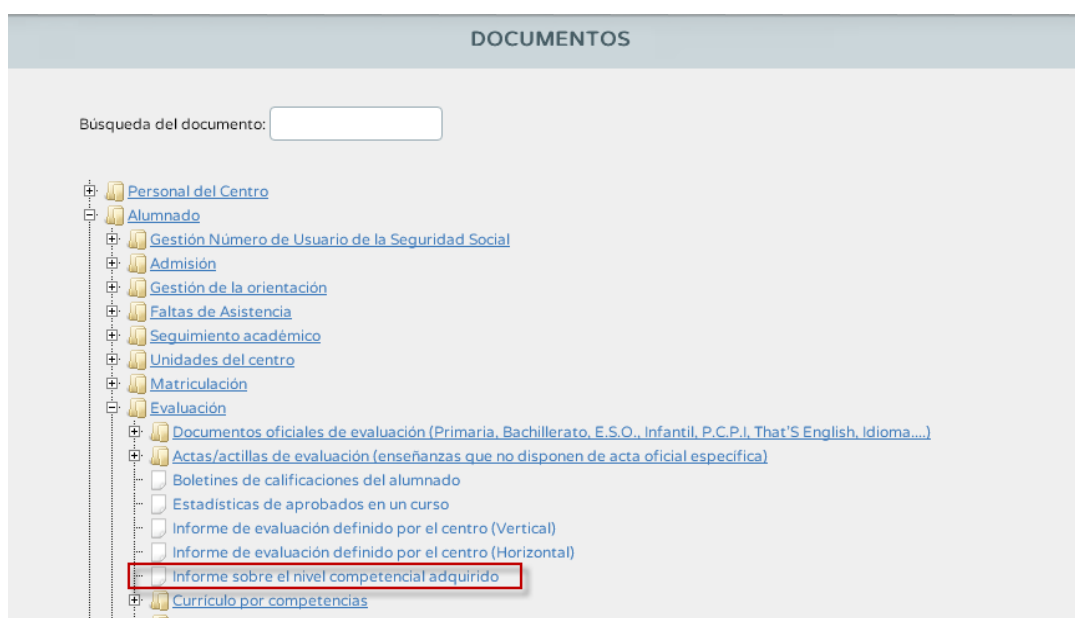 DOCUMENTOS
Búsqueda del documento:
Personal del Centro
Alumnado
Gestión Número de Usuario de la Seguridad Social
Admisión
Gestión de la orientación
Faltas de Asistencia
Seguimiento académico
Unidades del centro
Matriculación
Evaluación
Documentos oficiales de evaluación (Primaria, Bachillerato, E.S.O., Infantil, P.C.P.I, That'S English, Idioma....)
Actas/actillas de evaluación (enseñanzas que no disponen de acta oficial específica)
Boletines de calificaciones del alumnado
Estadísticas de aprobados en un curso
Informe de evaluación definido por el centro (Vertical)
Informe de evaluación definido por el centro (Horizontal)
Informe sobre el nivel competencial adquirido
Currículo por competencias